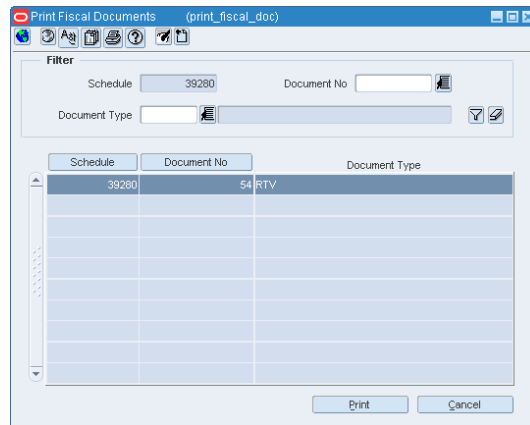 Print Fiscal Documents (print_fiscal_doc)
Filter
Schedule 39280 Document No
Document Type
Schedule Document No Document Type
39280 54 RTV
Print Cancel